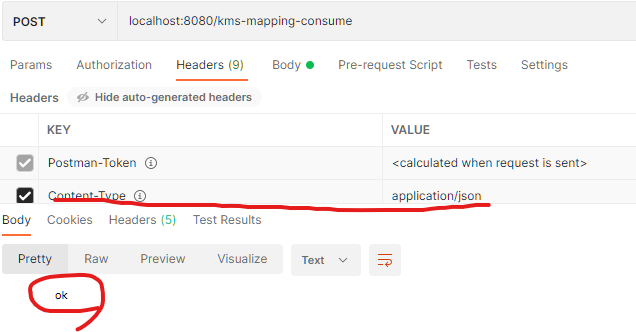 POST localhost:8080/kms-mapping-consume
Params Authorization Headers (9) Body Pre-request Script Tests Settings
Headers Hide auto-generated headers
KEY VALUE
Postman-Token <calculated when request is sent>
Content-Type application/json
Body Cookies Headers (5) Test Results
Pretty Raw Preview Visualize Text
ok